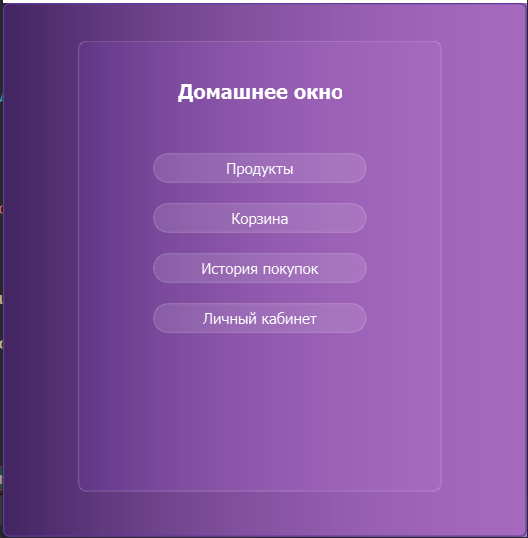 Домашнее окно
Продукты
Корзина
История покупок
Личный кабинет